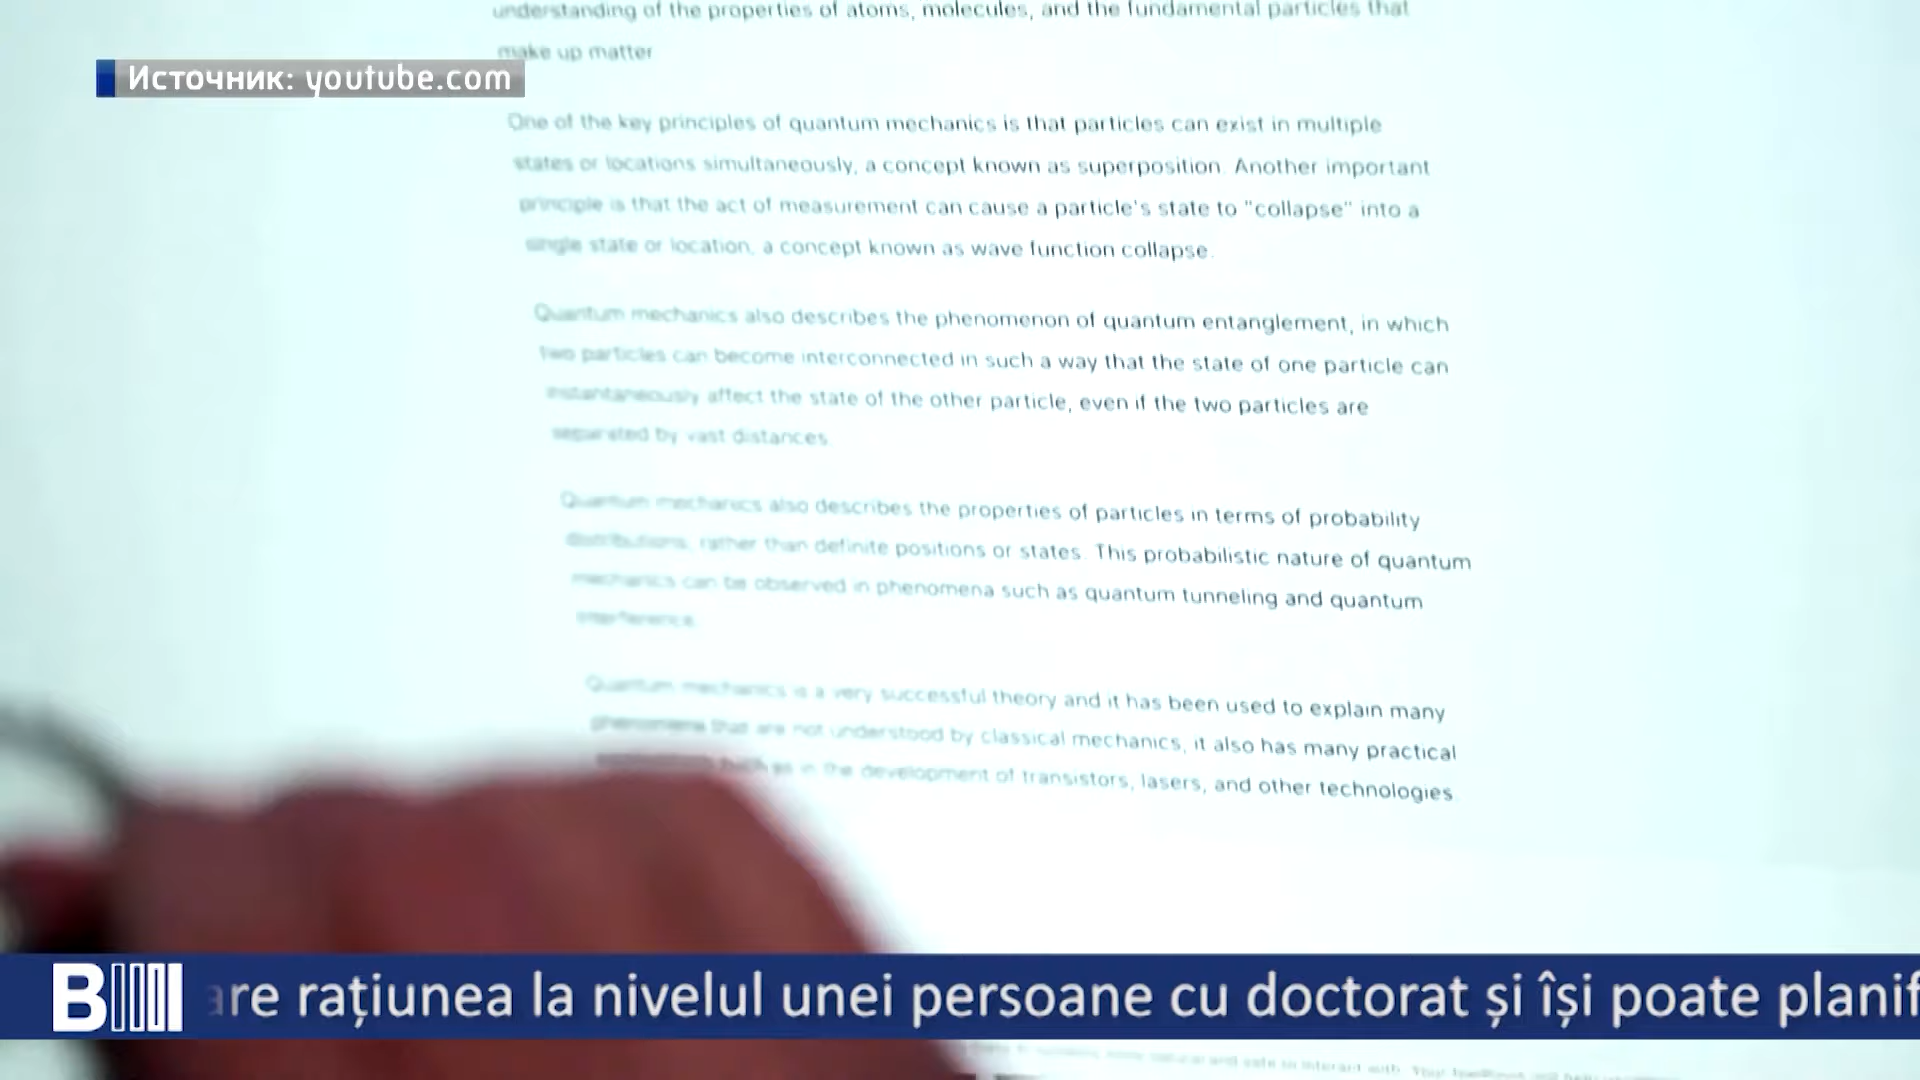 understanding of the properties of atoms, molecules, and the fundamental particles that
make up matter
Источник: youtube.com
One of the key principles of quantum mechanics is that particles can exist in multiple
states or locations simultaneously, a concept known as superposition. Another important
principle is that the act of measurement can cause a particle's state to "collapse" into a
single state or location, a concept known as wave function collapse.
Quantum mechanics also describes the phenomenon of quantum entanglement, in which
two particles can become interconnected in such a way that the state of one particle can
instantaneously affect the state of the other particle, even if the two particles are
separated by vast distances
Quantum mechanics also describes the properties of particles in terms of probability
distributions, rather than definite positions or states. This probabilistic nature of quantum
mechanics can be observed in phenomena such as quantum tunneling and quantum
interference.
Quantum mechanics is a very successful theory and it has been used to explain many
phenomena that are not understood by classical mechanics, it also has many practical
such as in the development of transistors, lasers, and other technologies
B are rațiunea la nivelul unei persoane cu doctorat și își poate planif